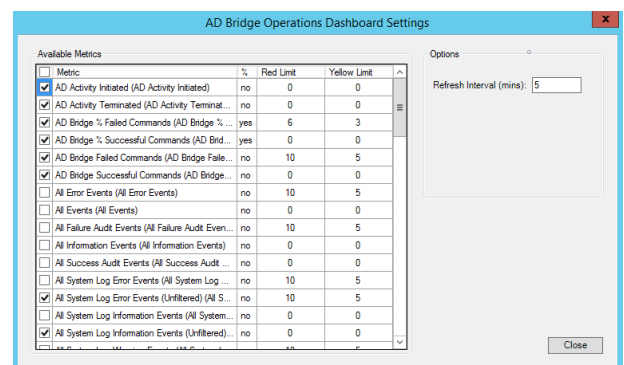 AD Bridge Operations Dashboard Settings
x
Available Metrics
Metric % Red Limit Yellow Limit
AD Activity Initiated (AD Activity Initiated) no 0 0
AD Activity Terminated (AD Activity Terminat... no 0 0
AD Bridge % Failed Commands (AD Bridge % ... yes 6 3
AD Bridge % Successful Commands (AD Brid... yes 0 0
AD Bridge Failed Commands (AD Bridge Faile... no 10 5
AD Bridge Successful Commands (AD Bridge... no 0 0
All Error Events (All Error Events) no 10 5
All Events (All Events) no 0 0
All Failure Audit Events (All Failure Audit Even... no 10 5
All Information Events (All Information Events) no 0 0
All Success Audit Events (All Success Audit ... no 0 0
All System Log Error Events (All System Log ... no 10 5
All System Log Error Events (Unfiltered) (All S... no 10 5
All System Log Information Events (All System... no 0 0
All System Log Information Events (Unfiltered)... no 0 0
Options
Refresh Interval (mins): 5
Close